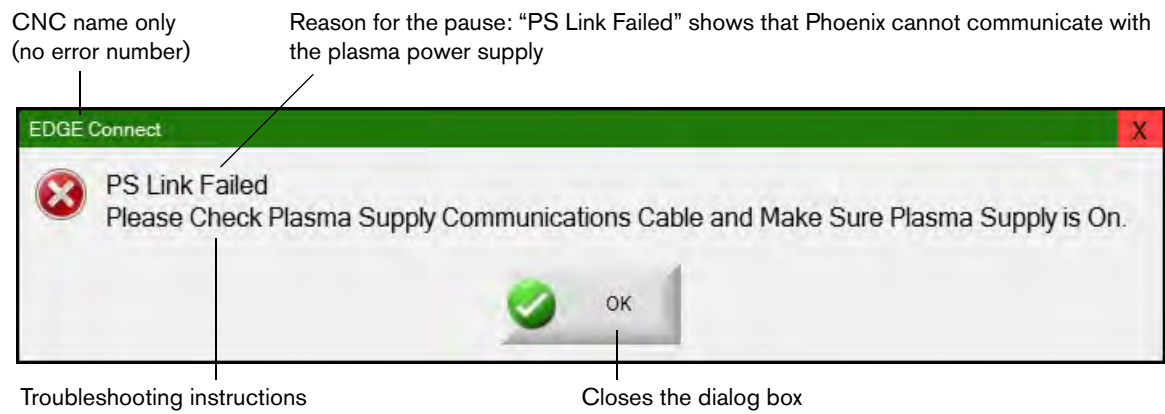 CNC name only
(no error number)
Reason for the pause: “PS Link Failed” shows that Phoenix cannot communicate with
the plasma power supply
EDGE Connect
X
PS Link Failed
Please Check Plasma Supply Communications Cable and Make Sure Plasma Supply is On.
OK
Troubleshooting instructions
Closes the dialog box